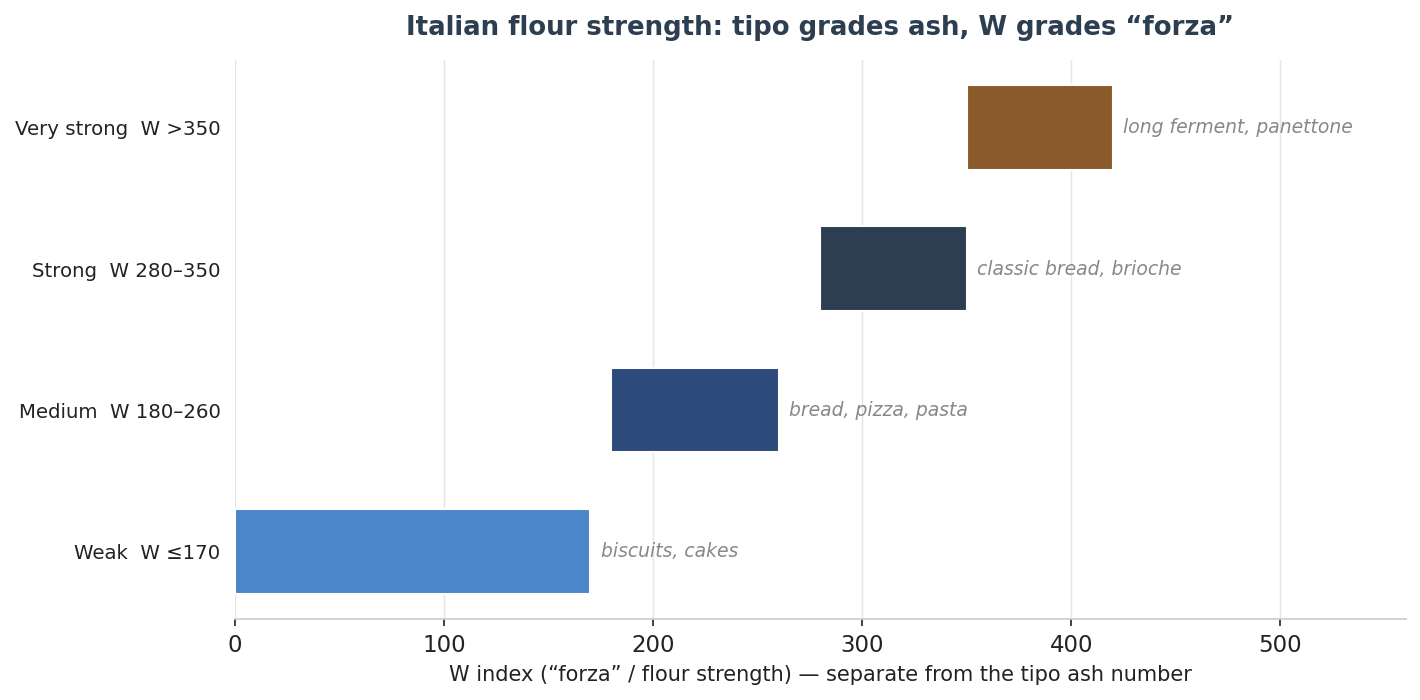 Italian flour strength: tipo grades ash, W grades “forza”
Very strong  W >350
long ferment, panettone
Strong  W 280–350
classic bread, brioche
Medium  W 180–260
bread, pizza, pasta
Weak  W ≤170
biscuits, cakes
0 100 200 300 400 500
W index (“forza” / flour strength) — separate from the tipo ash number